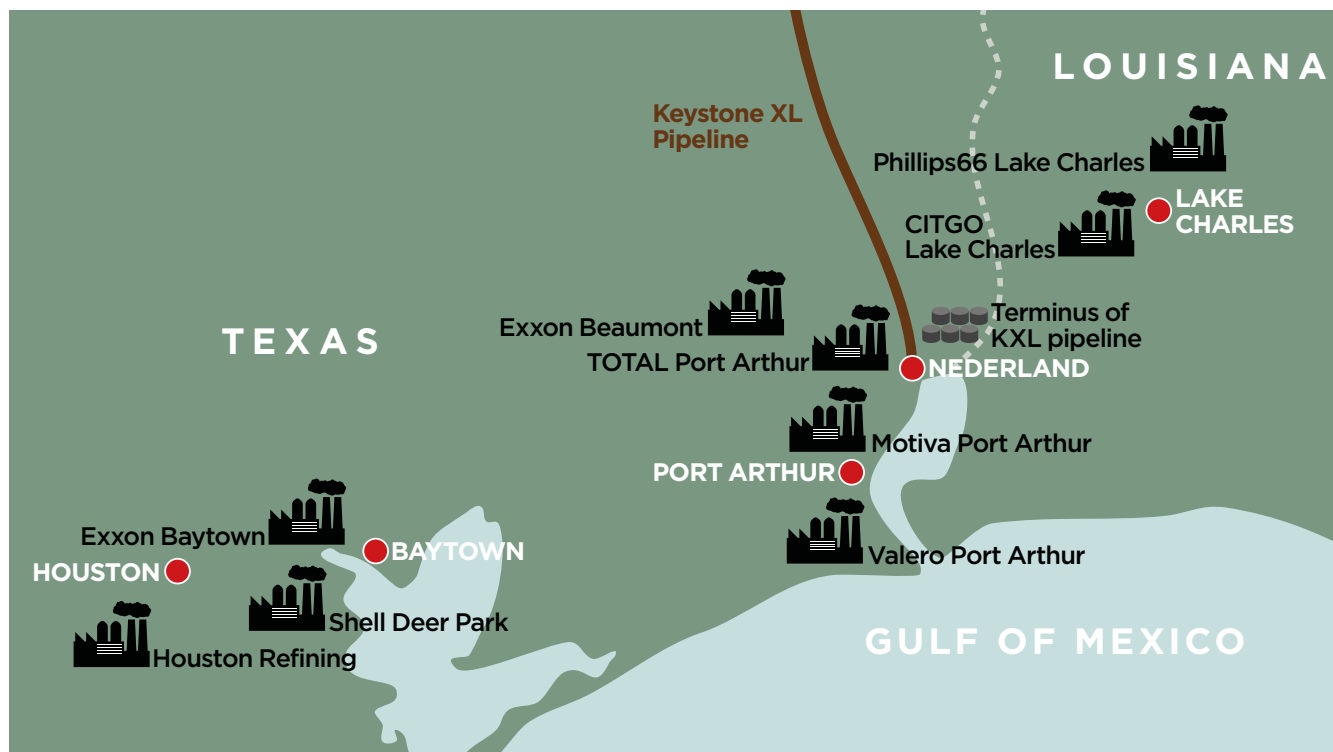 LOUISIANA
Keystone XL
Pipeline
Phillips66 Lake Charles
LAKE
CHARLES
CITGO
Lake Charles
TEXAS
Exxon Beaumont
Terminus of
KXL pipeline
TOTAL Port Arthur
NEDERLAND
Motiva Port Arthur
PORT ARTHUR
Exxon Baytown
BAYTOWN
Valero Port Arthur
HOUSTON
Shell Deer Park
GULF OF MEXICO
Houston Refining